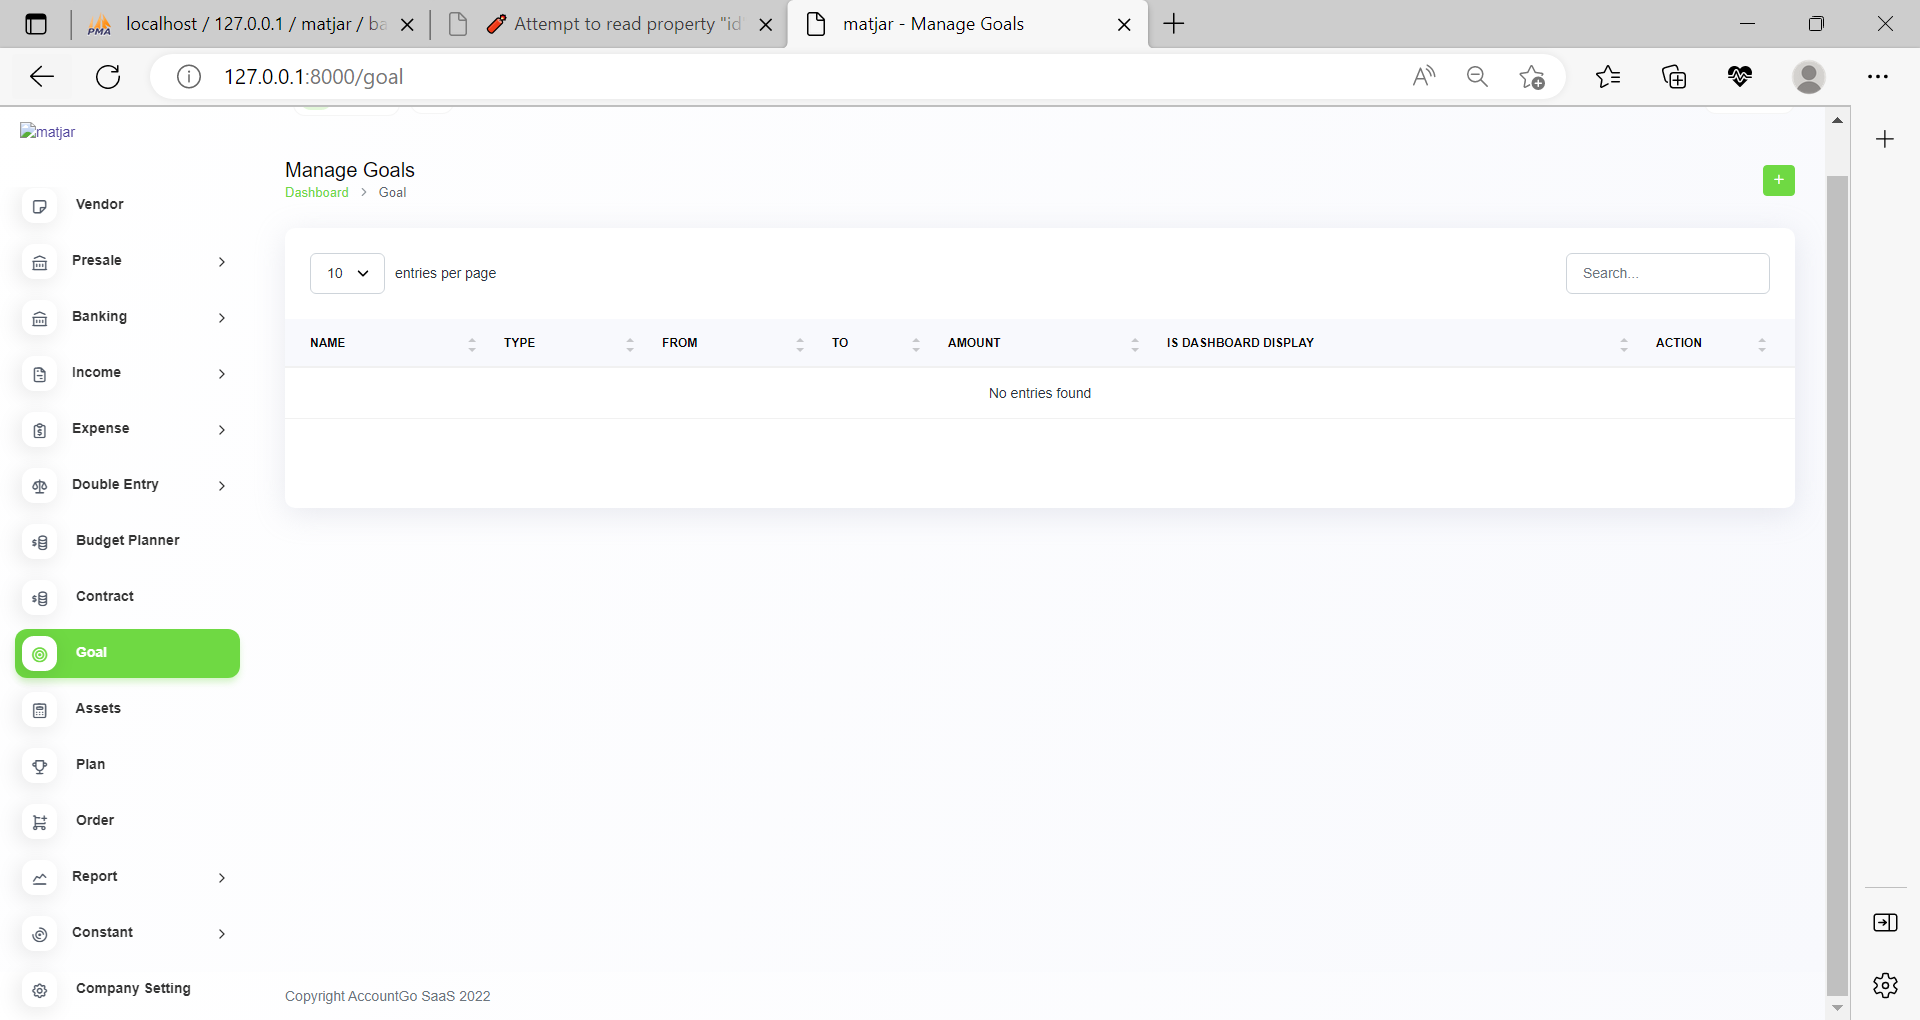 localhost / 127.0.0.1 / matjar / ba
Attempt to read property "id"
matjar - Manage Goals
127.0.0.1:8000/goal
matjar
Vendor
Presale
Banking
Income
Expense
Double Entry
Budget Planner
Contract
Goal
Assets
Plan
Order
Report
Constant
Company Setting
Manage Goals
Dashboard > Goal
+
10 entries per page
Search...
NAME TYPE FROM TO AMOUNT IS DASHBOARD DISPLAY ACTION
No entries found
Copyright AccountGo SaaS 2022